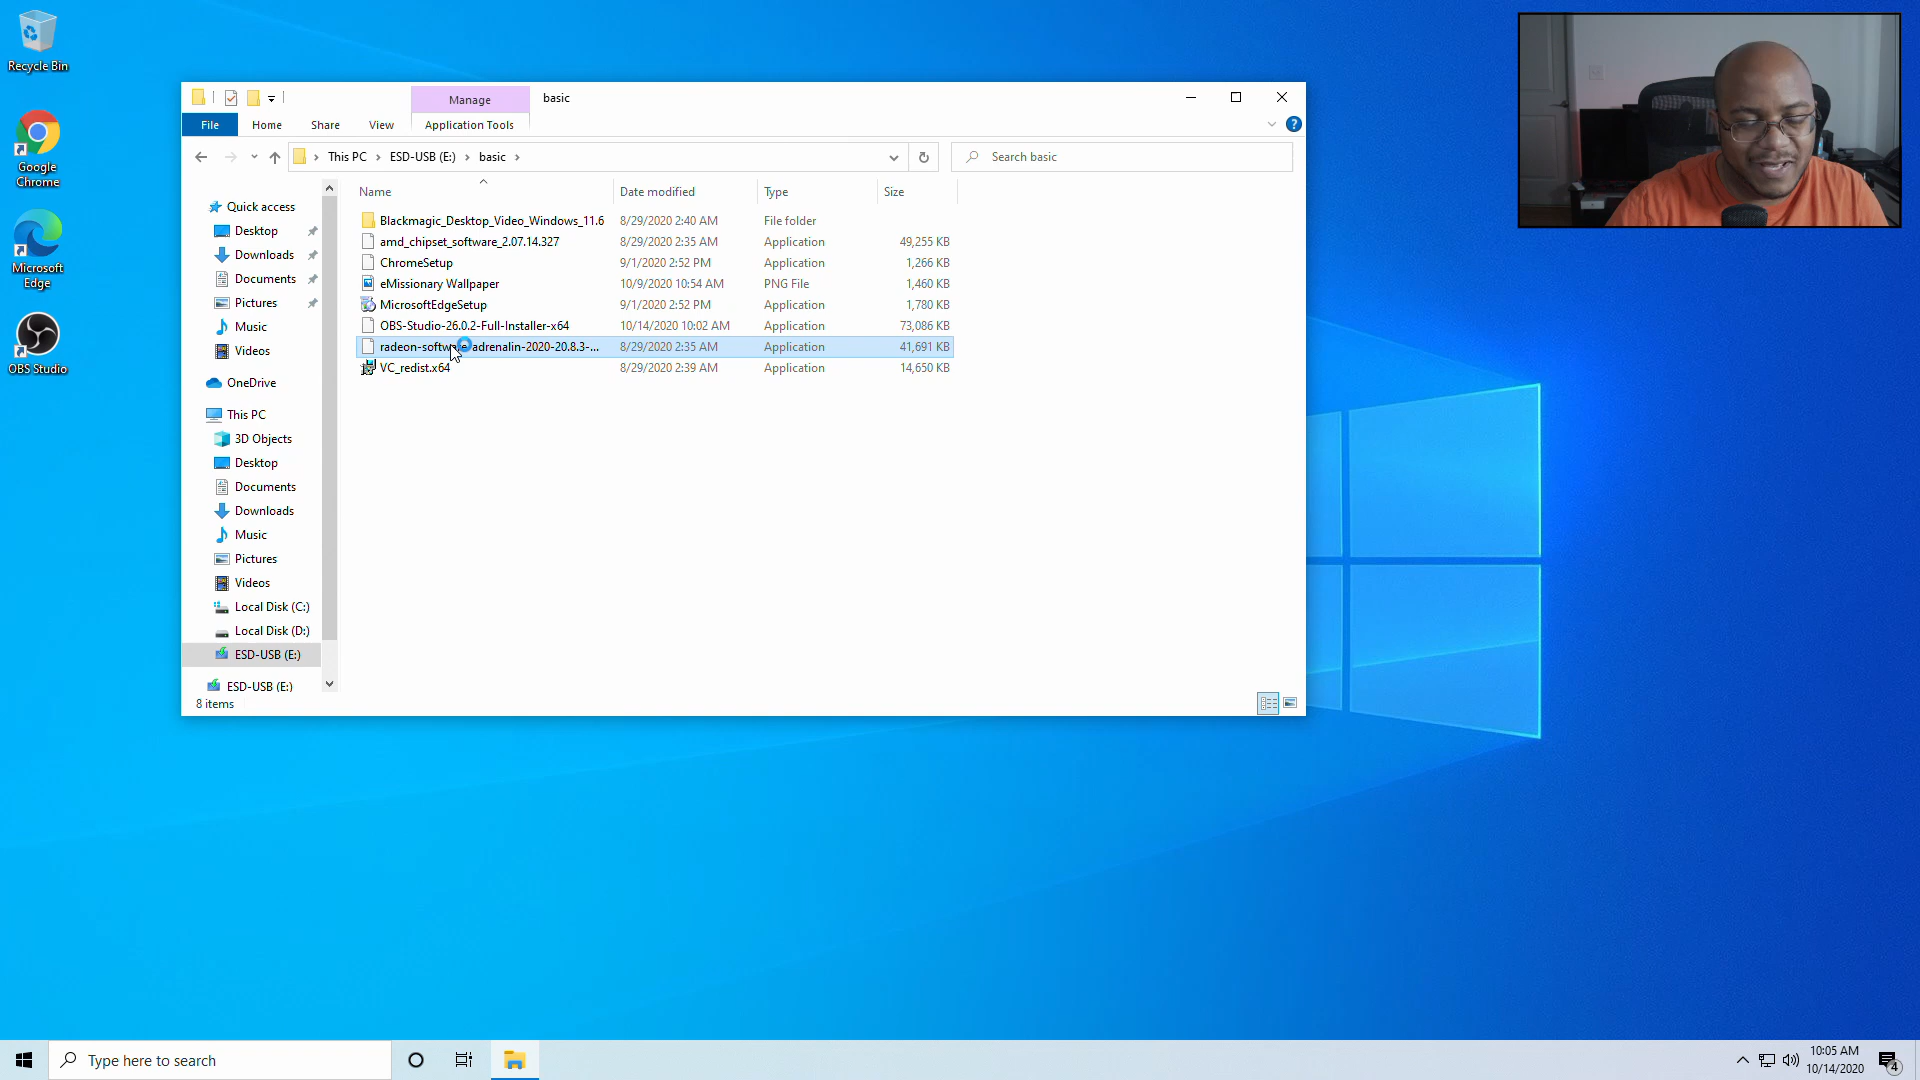 Recycle Bin
Google
Chrome
Microsoft
Edge
OBS Studio
Manage
basic
File
Home
Share
View
Application Tools
This PC
ESD-USB (E:)
basic
Search basic
Name
Date modified
Type
Size
Quick access
Desktop
Downloads
Documents
Pictures
Music
Videos
OneDrive
This PC
3D Objects
Desktop
Documents
Downloads
Music
Pictures
Videos
Local Disk (C:)
Local Disk (D:)
ESD-USB (E:)
ESD-USB (E:)
Blackmagic_Desktop_Video_Windows_11.6 8/29/2020 2:40 AM File folder
amd_chipset_software_2.07.14.327 8/29/2020 2:35 AM Application 49,255 KB
ChromeSetup 9/1/2020 2:52 PM Application 1,266 KB
eMissionary Wallpaper 10/9/2020 10:54 AM PNG File 1,460 KB
MicrosoftEdgeSetup 9/1/2020 2:52 PM Application 1,780 KB
OBS-Studio-26.0.2-Full-Installer-x64 10/14/2020 10:02 AM Application 73,086 KB
radeon-software-adrenalin-2020-20.8.3-... 8/29/2020 2:35 AM Application 41,691 KB
VC_redist.x64 8/29/2020 2:39 AM Application 14,650 KB
8 items
Type here to search
10:05 AM
10/14/2020
4